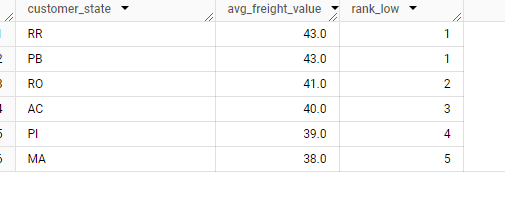 customer_state avg_freight_value rank_low
RR 43.0 1
2 PB 43.0 1
3 RO 41.0 2
4 AC 40.0 3
5 PI 39.0 4
6 MA 38.0 5